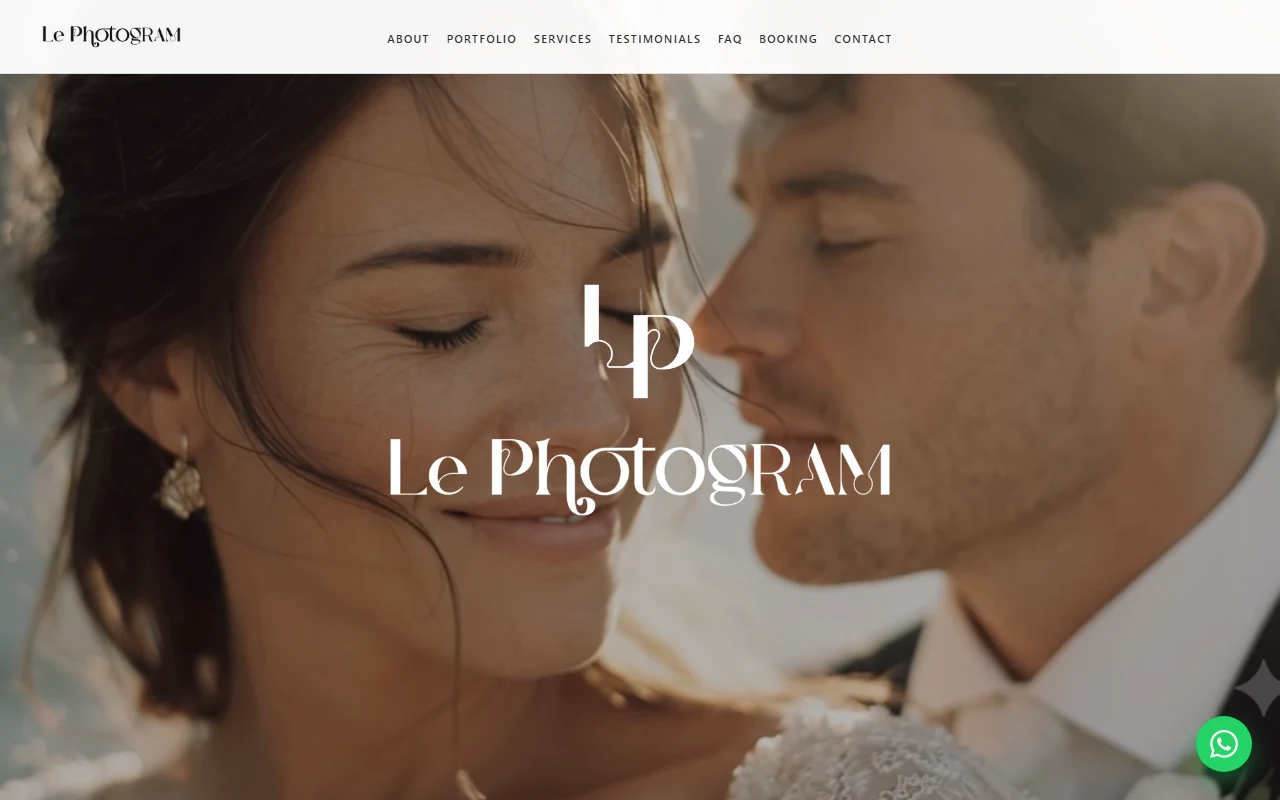 Le PhotogRAM
ABOUT PORTFOLIO SERVICES TESTIMONIALS FAQ BOOKING CONTACT
LP
Le PhotogRAM